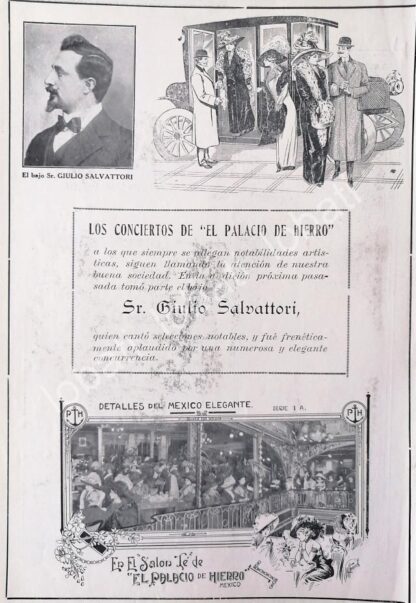 El bajo Sr. GIULIO SALVATTORI
LOS CONCIERTOS DE "EL PALACIO DE HIERRO"
a los que siempre se allegan notabilidades artis-
ticas, siguen llamando la atención de nuestra
buena sociedad. En la audición próxima pasa-
sada tomó parte el bajo
Sr. Giulio Salvattori,
quien cantó selecciones notables, y fué frenética-
mente aplaudido por una numerosa y elegante
concurrencia.
DETALLES DEL MEXICO ELEGANTE.
SERIE 1 A.
P H
P H
En El Salon Té de
"EL PALACIO DE HIERRO"
MEXICO